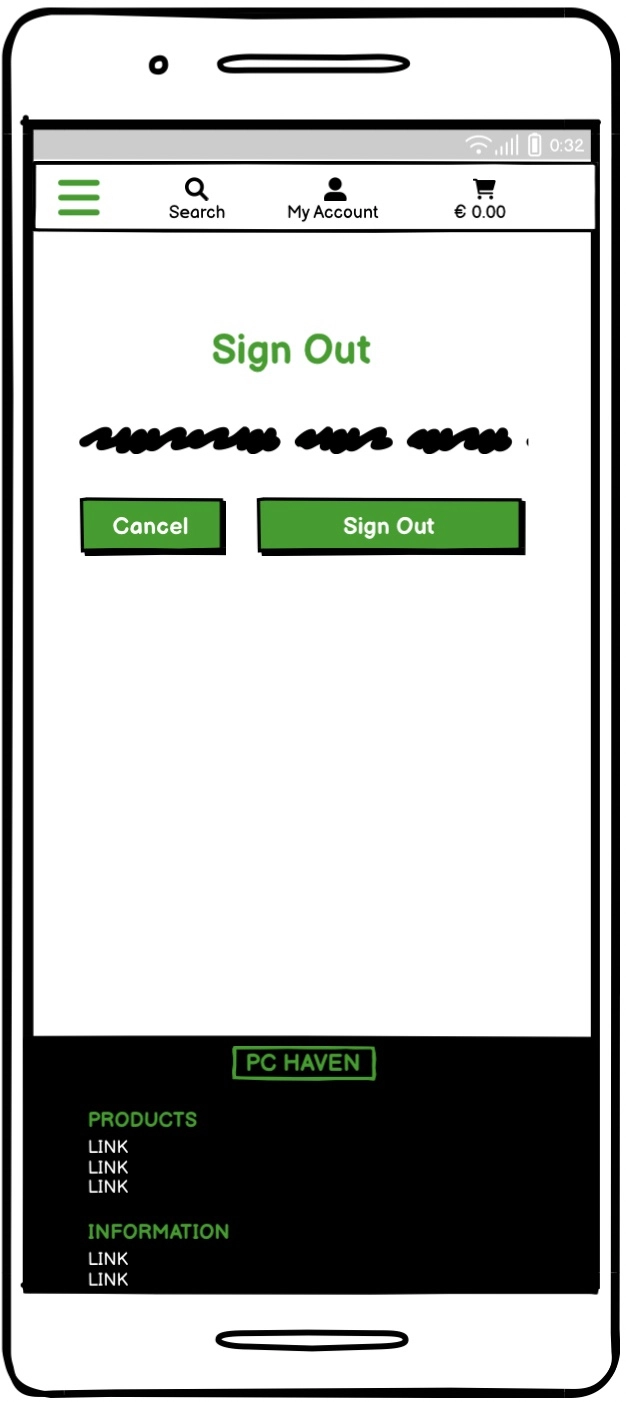 0:32
Search My Account € 0.00
Sign Out
Cancel Sign Out
PC HAVEN
PRODUCTS
LINK
LINK
LINK
INFORMATION
LINK
LINK